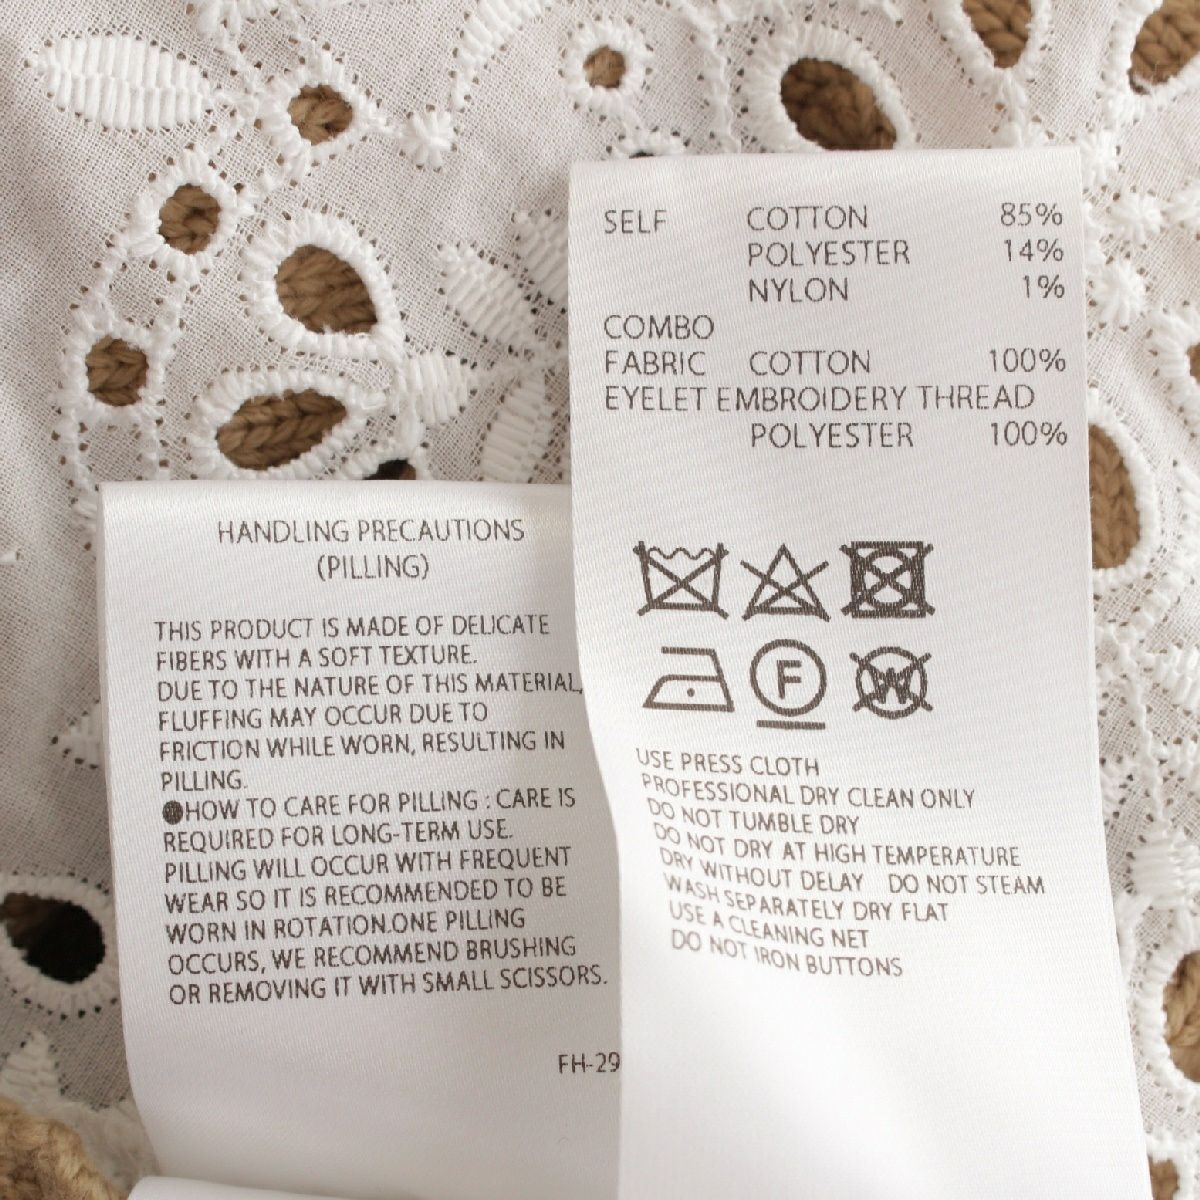 SELF COTTON 85%
POLYESTER 14%
NYLON 1%
COMBO
FABRIC COTTON 100%
EYELET EMBROIDERY THREAD
POLYESTER 100%
F
W
USE PRESS CLOTH
PROFESSIONAL DRY CLEAN ONLY
DO NOT TUMBLE DRY
DO NOT DRY AT HIGH TEMPERATURE
DRY WITHOUT DELAY DO NOT STEAM
WASH SEPARATELY DRY FLAT
USE A CLEANING NET
DO NOT IRON BUTTONS
HANDLING PRECAUTIONS
(PILLING)
THIS PRODUCT IS MADE OF DELICATE
FIBERS WITH A SOFT TEXTURE.
DUE TO THE NATURE OF THIS MATERIAL,
FLUFFING MAY OCCUR DUE TO
FRICTION WHILE WORN, RESULTING IN
PILLING.
●HOW TO CARE FOR PILLING : CARE IS
REQUIRED FOR LONG-TERM USE.
PILLING WILL OCCUR WITH FREQUENT
WEAR SO IT IS RECOMMENDED TO BE
WORN IN ROTATION.ONE PILLING
OCCURS, WE RECOMMEND BRUSHING
OR REMOVING IT WITH SMALL SCISSORS.
FH-29